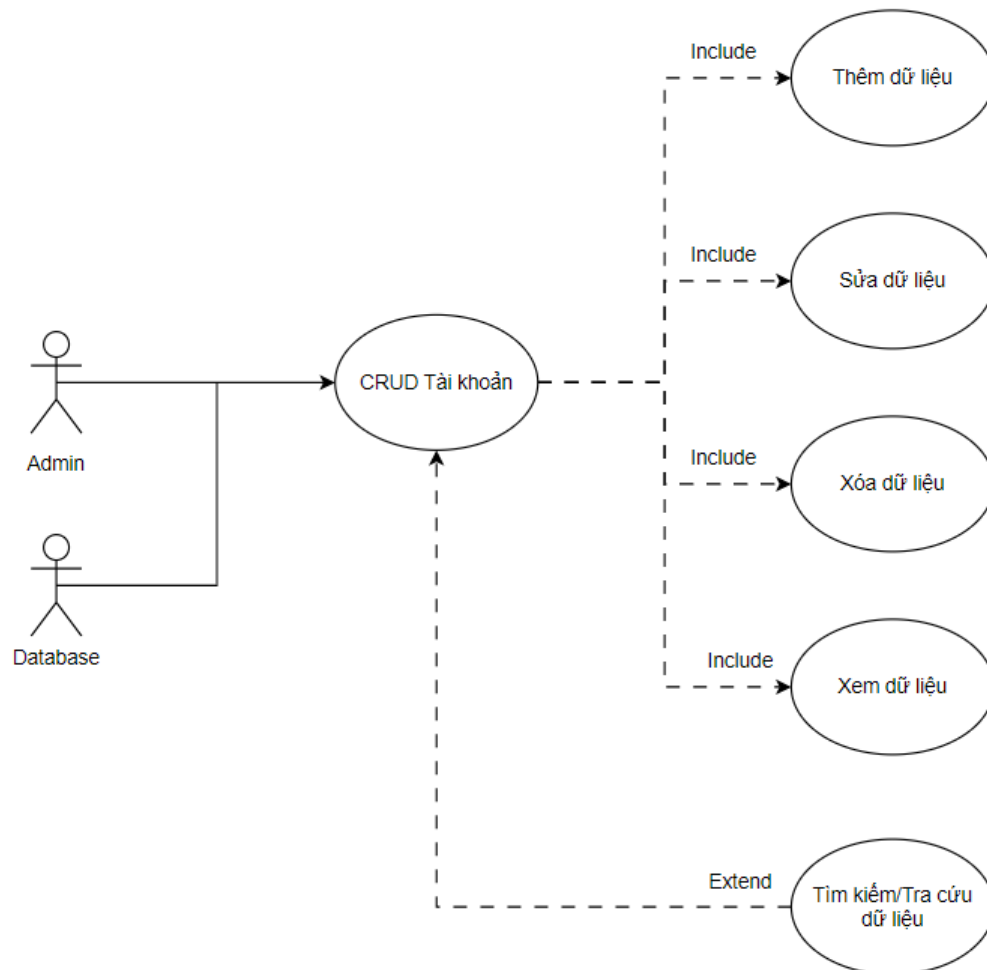 Include
Thêm dữ liệu
Include
Sửa dữ liệu
CRUD Tài khoản
Admin
Include
Xóa dữ liệu
Database
Include
Xem dữ liệu
Extend
Tìm kiếm/Tra cứu
dữ liệu